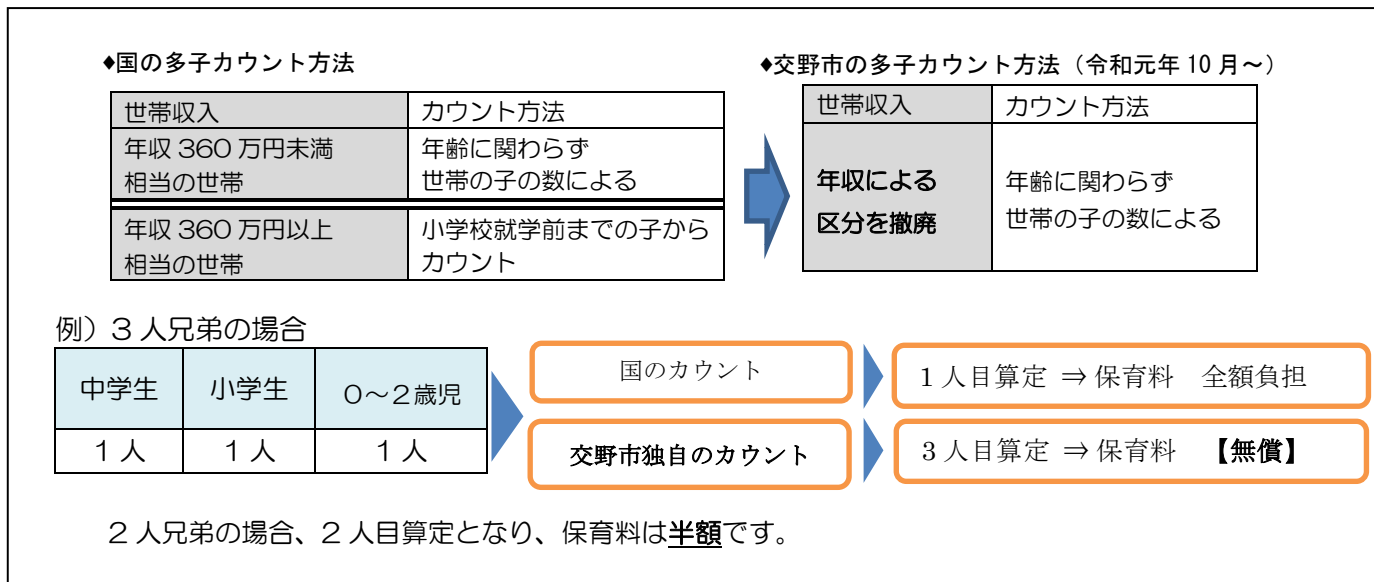 ♦国の多子カウント方法
世帯収入 カウント方法
年収 360 万円未満 年齢に関わらず
相当の世帯 世帯の子の数による
年収 360 万円以上 小学校就学前までの子から
相当の世帯 カウント
♦交野市の多子カウント方法（令和元年 10 月～）
世帯収入 カウント方法
年収による 年齢に関わらず
区分を撤廃 世帯の子の数による
例）３人兄弟の場合
中学生 小学生 ０～２歳児
１人 １人 １人
国のカウント
1 人目算定 ⇒ 保育料　全額負担
交野市独自のカウント
3 人目算定 ⇒ 保育料　【無償】
２人兄弟の場合、２人目算定となり、保育料は半額です。